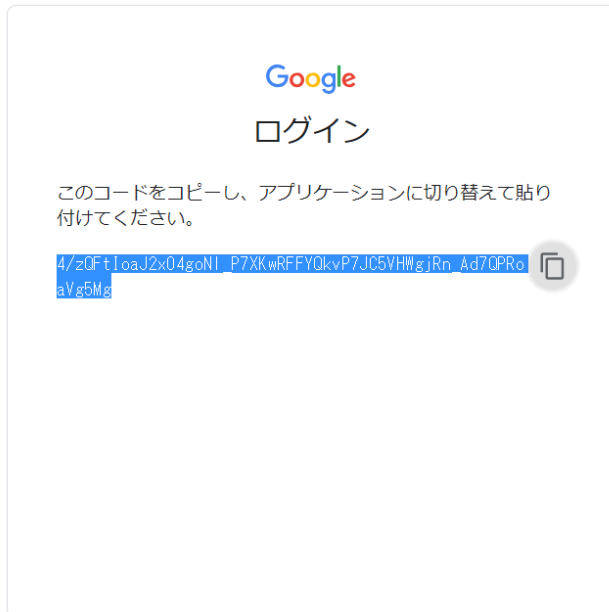 Google
ログイン
このコードをコピーし、アプリケーションに切り替えて貼り
付けてください。
4/zQFtIoaJ2xO4goNl_P7XKwRFFYQkvP7JC5VHWgjRn_Ad7QPRo
aVg5Mg